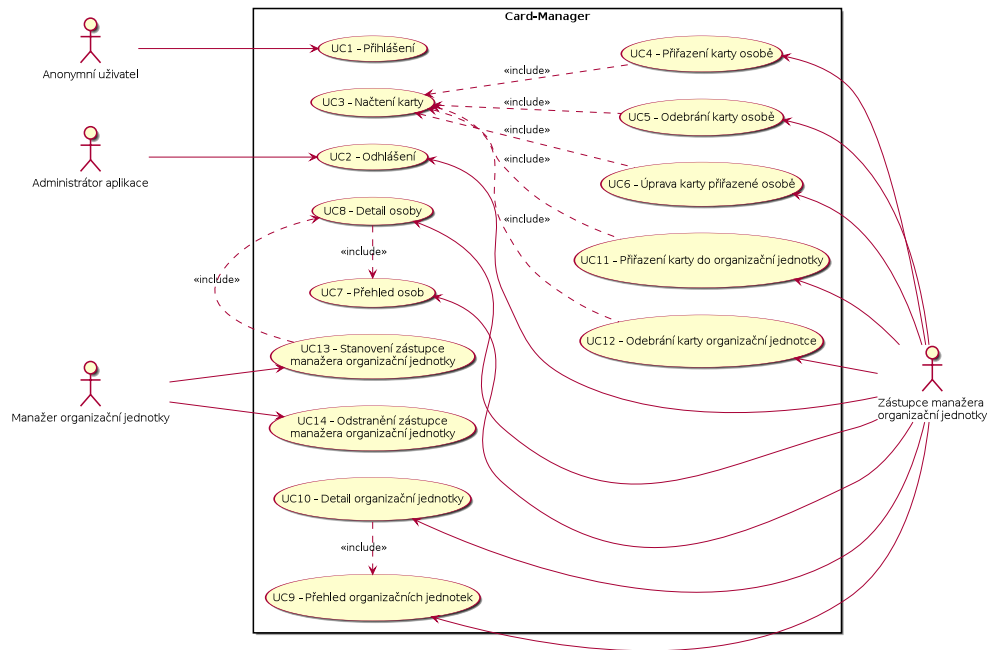 Card-Manager
Anonymní uživatel
UC1 – Přihlášení
UC4 – Přiřazení karty osobě
«include»
UC3 – Načtení karty
«include»
UC5 – Odebrání karty osobě
«include»
Administrátor aplikace
UC2 – Odhlášení
«include»
UC6 – Úprava karty přiřazené osobě
UC8 – Detail osoby
«include»
«include»
UC11 – Přiřazení karty do organizační jednotky
«include»
UC7 – Přehled osob
UC12 – Odebrání karty organizační jednotce
UC13 – Stanovení zástupce
manažera organizační jednotky
Manažer organizační jednotky
Zástupce manažera
organizační jednotky
UC14 – Odstranění zástupce
manažera organizační jednotky
UC10 – Detail organizační jednotky
«include»
UC9 – Přehled organizačních jednotek